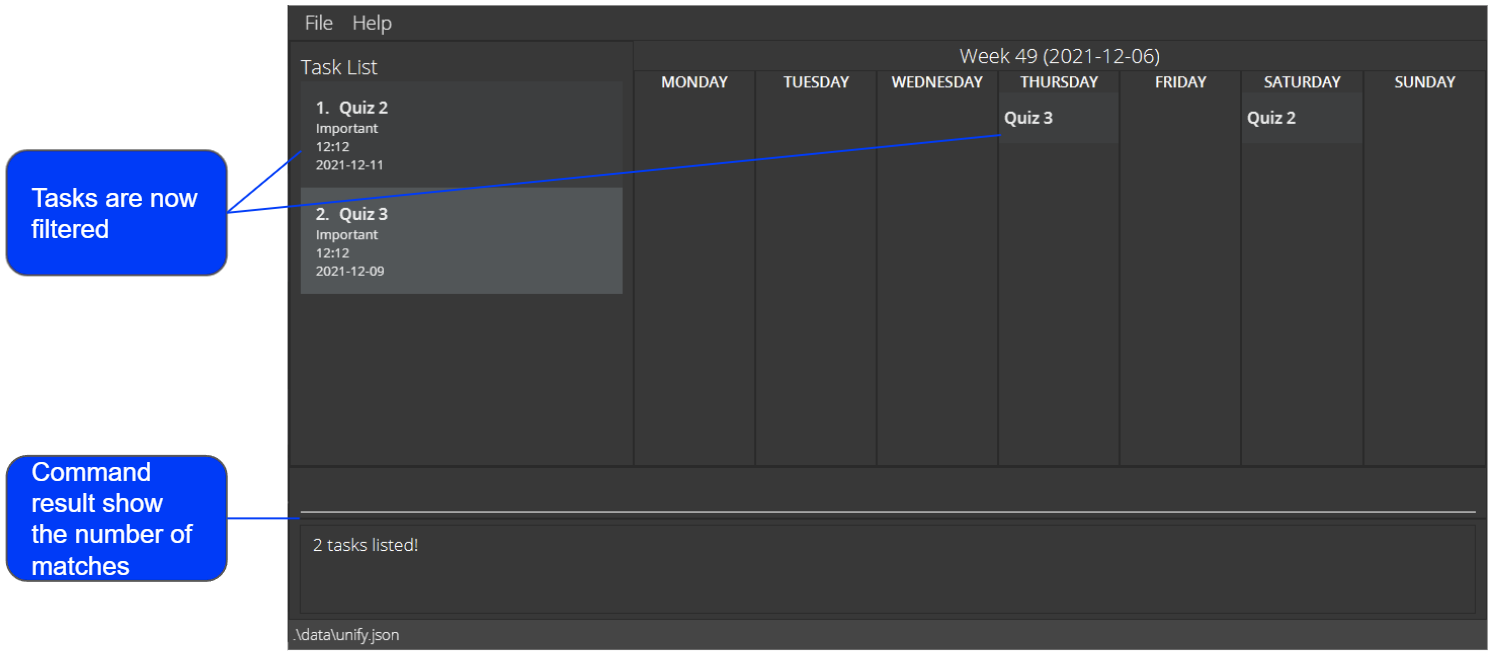 File Help
Task List
Week 49 (2021-12-06)
MONDAY TUESDAY WEDNESDAY THURSDAY FRIDAY SATURDAY SUNDAY
1. Quiz 2
Important
12:12
2021-12-11
Quiz 3 Quiz 2
2. Quiz 3
Important
12:12
2021-12-09
Tasks are now
filtered
Command
result show
the number of
matches
2 tasks listed!
.\data\unify.json